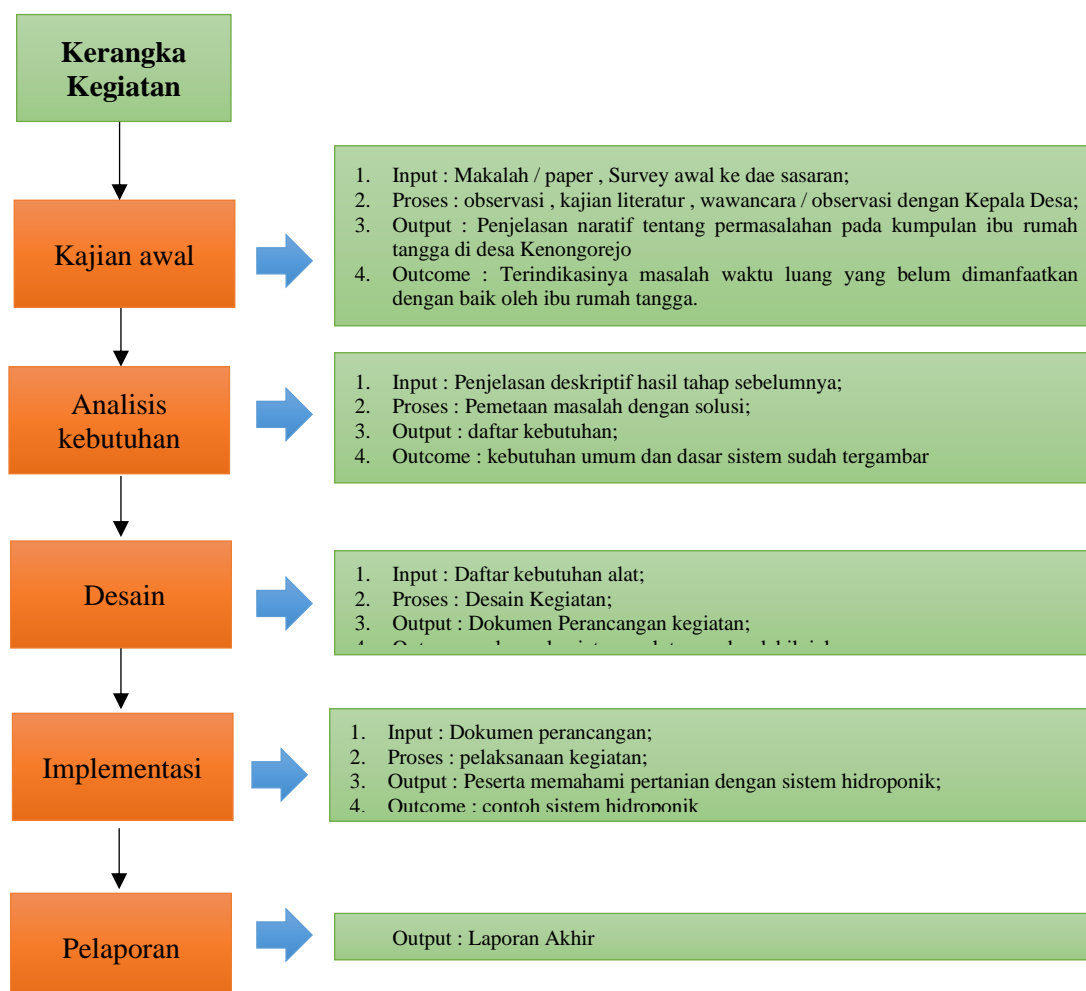 Kerangka
Kegiatan
Kajian awal
1. Input : Makalah / paper , Survey awal ke dae sasaran;
2. Proses : observasi , kajian literatur , wawancara / observasi dengan Kepala Desa;
3. Output : Penjelasan naratif tentang permasalahan pada kumpulan ibu rumah
tangga di desa Kenongorejo
4. Outcome : Terindikasinya masalah waktu luang yang belum dimanfaatkan
dengan baik oleh ibu rumah tangga.
Analisis
kebutuhan
1. Input : Penjelasan deskriptif hasil tahap sebelumnya;
2. Proses : Pemetaan masalah dengan solusi;
3. Output : daftar kebutuhan;
4. Outcome : kebutuhan umum dan dasar sistem sudah tergambar
Desain
1. Input : Daftar kebutuhan alat;
2. Proses : Desain Kegiatan;
3. Output : Dokumen Perancangan kegiatan;
Implementasi
1. Input : Dokumen perancangan;
2. Proses : pelaksanaan kegiatan;
3. Output : Peserta memahami pertanian dengan sistem hidroponik;
4. Outcome : contoh sistem hidroponik
Pelaporan
Output : Laporan Akhir